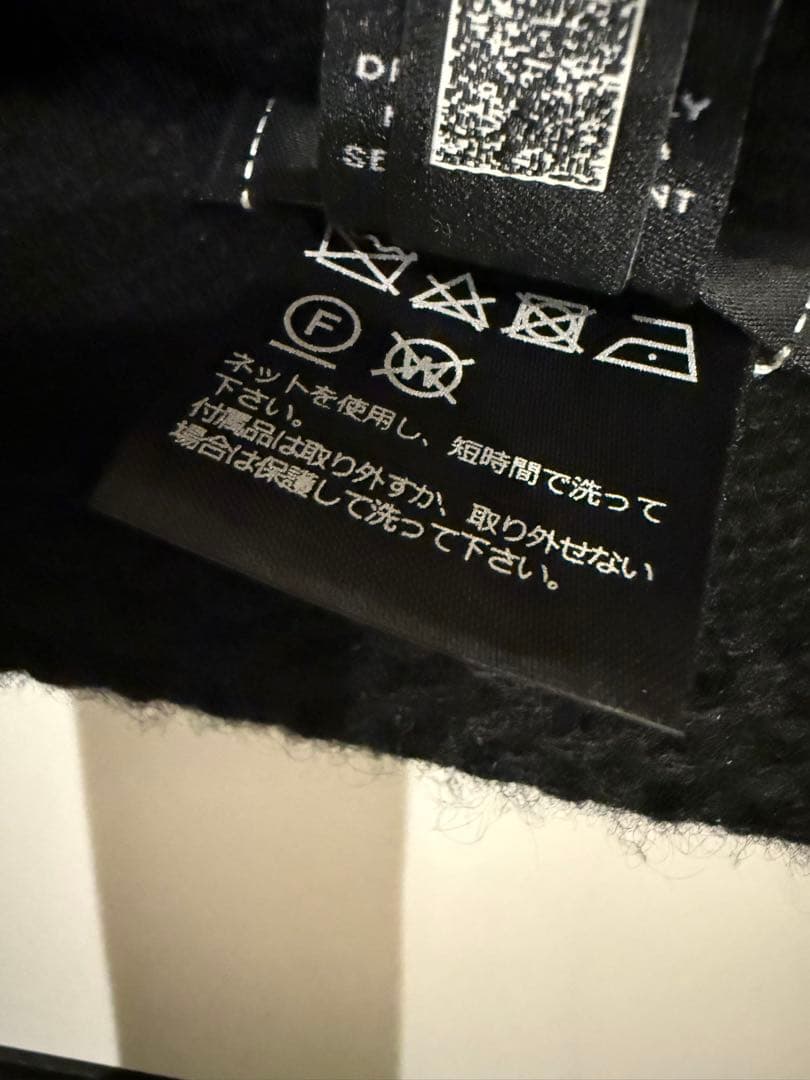 SE
NT
F
W
ネットを使用し、短時間で洗って
下さい。
付属品は取り外すか、取り外せない
場合は保護して洗って下さい。